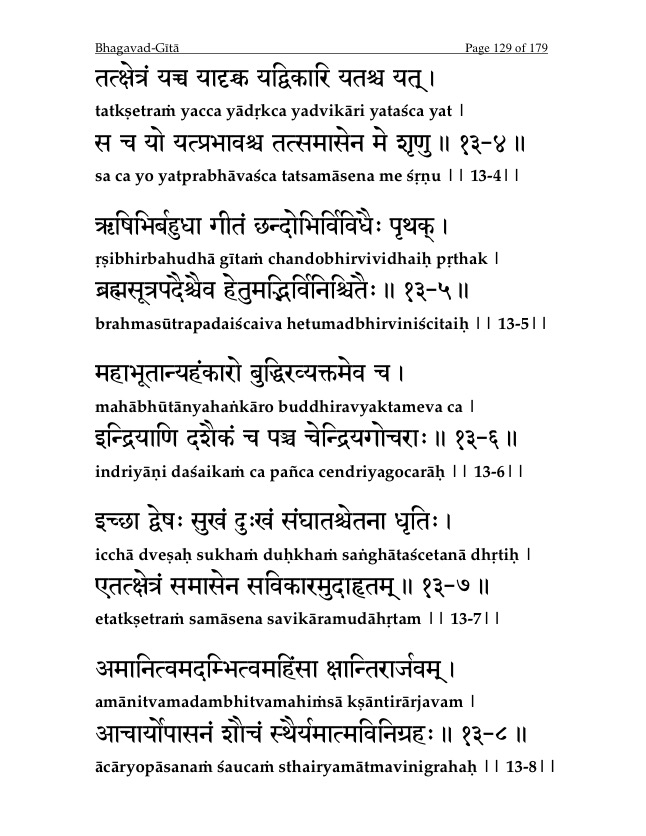 Bhagavad-Gītā Page 129 of 179
तत्क्षेत्रं यच्च यादृक्च यद्विकारि यतश्च यत् ।
tatkṣetraṁ yacca yādṛkca yadvikāri yataśca yat |
स च यो यत्प्रभावश्च तत्समासेन मे शृणु ॥ १३-४॥
sa ca yo yatprabhāvaśca tatsamāsena me śṛṇu || 13-4||
ऋषिभिर्बहुधा गीतं छन्दोभिर्विविधैः पृथक् ।
ṛṣibhirbahudhā gītaṁ chandobhirvividhaiḥ pṛthak |
ब्रह्मसूत्रपदैश्चैव हेतुमद्भिर्विनिश्चितैः ॥ १३-५॥
brahmasūtrapadaiścaiva hetumadbhirviniścitaiḥ || 13-5||
महाभूतान्यहंकारो बुद्धिरव्यक्तमेव च ।
mahābhūtānyahaṅkāro buddhiravyaktameva ca |
इन्द्रियाणि दशैकं च पञ्च चेन्द्रियगोचराः ॥ १३-६॥
indriyāṇi daśaikaṁ ca pañca cendriyagocarāḥ || 13-6||
इच्छा द्वेषः सुखं दुःखं संघातश्चेतना धृतिः ।
icchā dveṣaḥ sukhaṁ duḥkhaṁ saṅghātaścetanā dhṛtiḥ |
एतत्क्षेत्रं समासेन सविकारमुदाहृतम् ॥ १३-७॥
etatkṣetraṁ samāsena savikāramudāhṛtam || 13-7||
अमानित्वमदम्भित्वमहिंसा क्षान्तिरार्जवम् ।
amānitvamadambhitvamahiṁsā kṣāntirārjavam |
आचार्योपासनं शौचं स्थैर्यमात्मविनिग्रहः ॥ १३-८॥
ācāryopāsanaṁ śaucaṁ sthairyamātmavinigrahaḥ || 13-8||